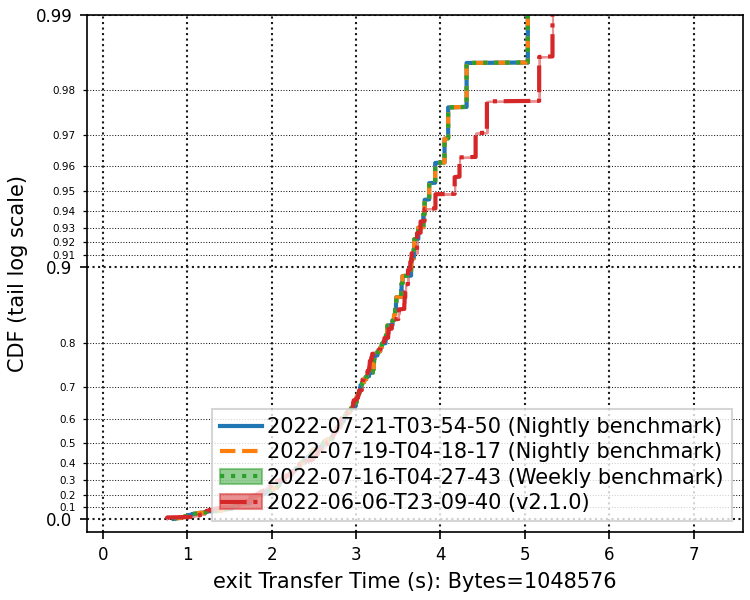 0.99
0.98
0.97
0.96
0.95
0.94
0.93
0.92
0.91
0.9
0.8
0.7
0.6
0.5
0.4
0.3
0.2
0.1
0.0
CDF (tail log scale)
2022-07-21-T03-54-50 (Nightly benchmark)
2022-07-19-T04-18-17 (Nightly benchmark)
2022-07-16-T04-27-43 (Weekly benchmark)
2022-06-06-T23-09-40 (v2.1.0)
0 1 2 3 4 5 6 7
exit Transfer Time (s): Bytes=1048576